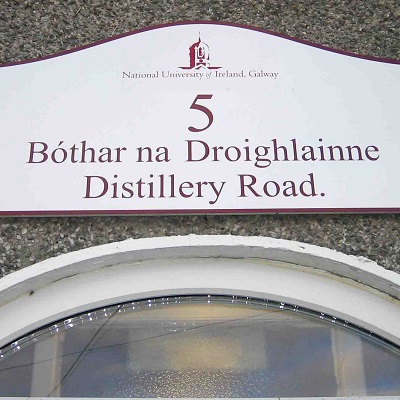 National University of Ireland, Galway
5
Bóthar na Droighlainne
Distillery Road.